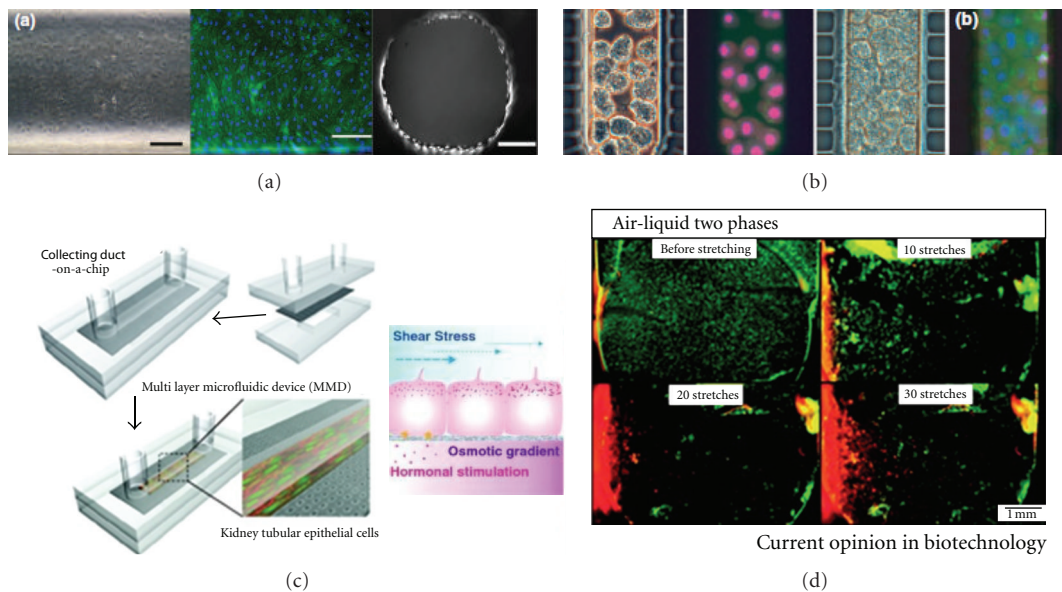 (a)
(b)
(a)
(b)
Collecting duct
-on-a-chip
Multi layer microfluidic device (MMD)
Kidney tubular epithelial cells
Shear Stress
Osmotic gradient
Hormonal stimulation
(c)
Air-liquid two phases
Before stretching
10 stretches
20 stretches
30 stretches
1 mm
Current opinion in biotechnology
(d)